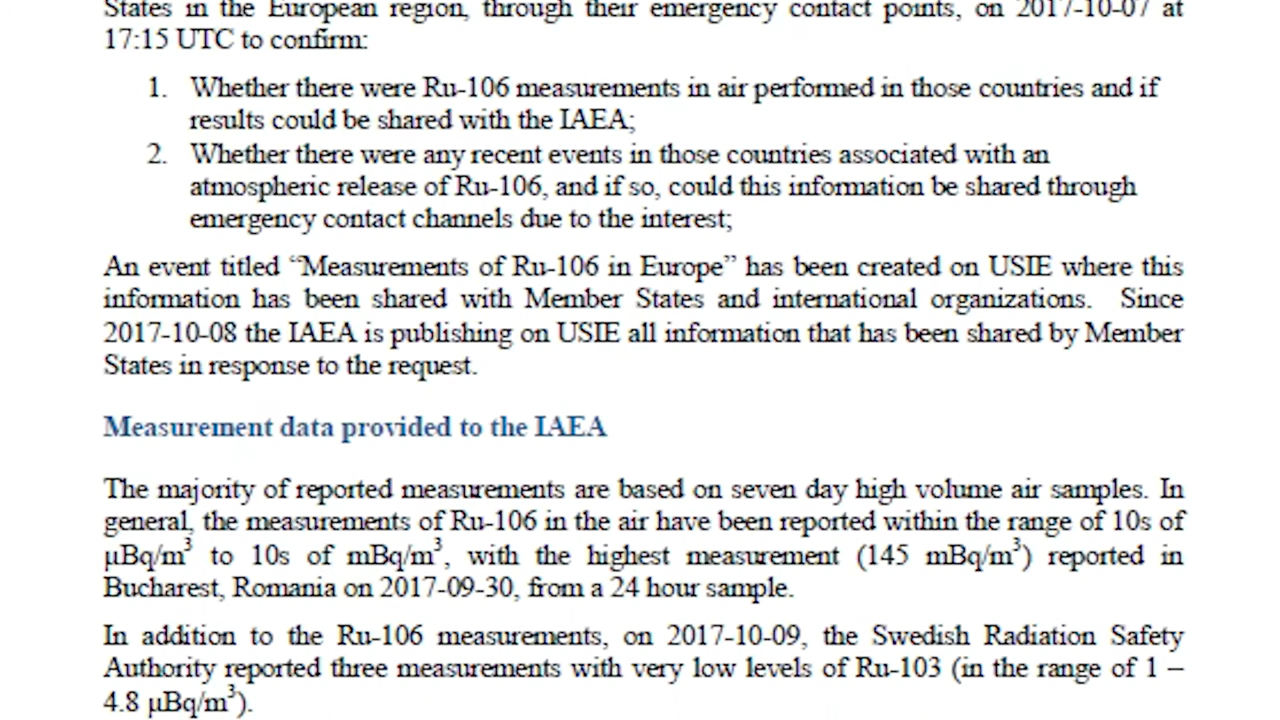 States in the European region, through their emergency contact points, on 2017-10-07 at
17:15 UTC to confirm:
1. Whether there were Ru-106 measurements in air performed in those countries and if
results could be shared with the IAEA;
2. Whether there were any recent events in those countries associated with an
atmospheric release of Ru-106, and if so, could this information be shared through
emergency contact channels due to the interest;
An event titled “Measurements of Ru-106 in Europe” has been created on USIE where this
information has been shared with Member States and international organizations. Since
2017-10-08 the IAEA is publishing on USIE all information that has been shared by Member
States in response to the request.
Measurement data provided to the IAEA
The majority of reported measurements are based on seven day high volume air samples. In
general, the measurements of Ru-106 in the air have been reported within the range of 10s of
µBq/m³ to 10s of mBq/m³, with the highest measurement (145 mBq/m³) reported in
Bucharest, Romania on 2017-09-30, from a 24 hour sample.
In addition to the Ru-106 measurements, on 2017-10-09, the Swedish Radiation Safety
Authority reported three measurements with very low levels of Ru-103 (in the range of 1 –
4.8 µBq/m³).